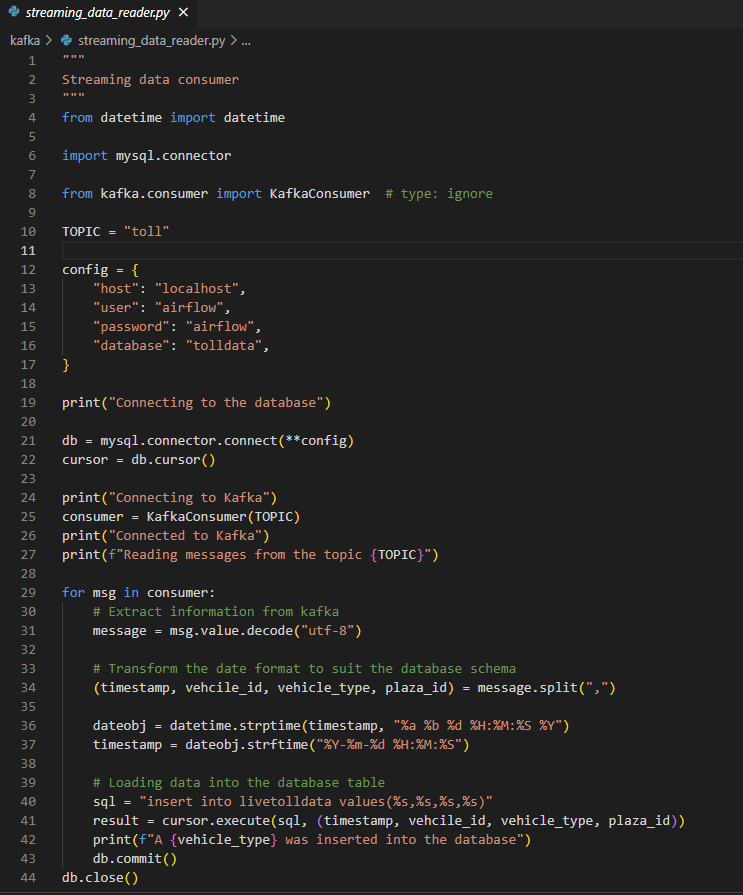 streaming_data_reader.py ×
kafka > streaming_data_reader.py > ...
1 """
2 Streaming data consumer
3 """
4 from datetime import datetime
5
6 import mysql.connector
7
8 from kafka.consumer import KafkaConsumer  # type: ignore
9
10 TOPIC = "toll"
11
12 config = {
13     "host": "localhost",
14     "user": "airflow",
15     "password": "airflow",
16     "database": "tolldata",
17 }
18
19 print("Connecting to the database")
20
21 db = mysql.connector.connect(**config)
22 cursor = db.cursor()
23
24 print("Connecting to Kafka")
25 consumer = KafkaConsumer(TOPIC)
26 print("Connected to Kafka")
27 print(f"Reading messages from the topic {TOPIC}")
28
29 for msg in consumer:
30     # Extract information from kafka
31     message = msg.value.decode("utf-8")
32
33     # Transform the date format to suit the database schema
34     (timestamp, vehcile_id, vehicle_type, plaza_id) = message.split(",")
35
36     dateobj = datetime.strptime(timestamp, "%a %b %d %H:%M:%S %Y")
37     timestamp = dateobj.strftime("%Y-%m-%d %H:%M:%S")
38
39     # Loading data into the database table
40     sql = "insert into livetolldata values(%s,%s,%s,%s)"
41     result = cursor.execute(sql, (timestamp, vehcile_id, vehicle_type, plaza_id))
42     print(f"A {vehicle_type} was inserted into the database")
43     db.commit()
44 db.close()